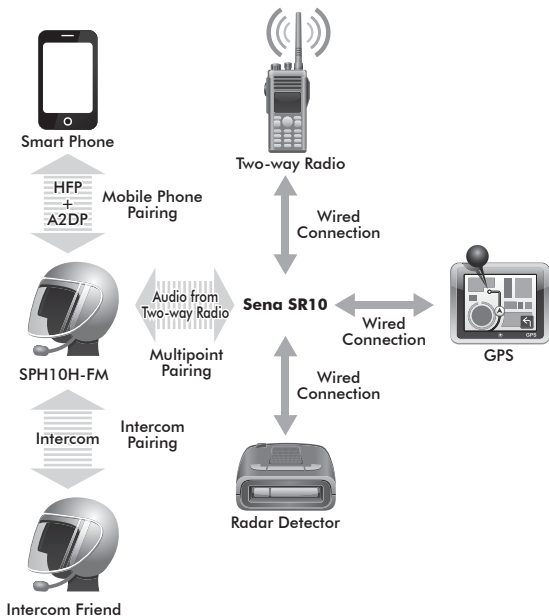 Smart Phone
Two-way Radio
HFP
+
A2DP
Mobile Phone
Pairing
Wired
Connection
Audio from
Two-way Radio
Sena SR10
Wired
Connection
GPS
GPS
Multipoint
Pairing
SPH10H-FM
Wired
Connection
Intercom
Intercom
Pairing
Radar Detector
Intercom Friend